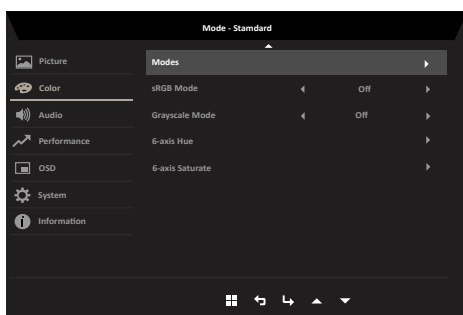 Mode - Stamdard
Picture
Modes
Color
sRGB Mode
Off
Audio
Grayscale Mode
Off
Performance
6-axis Hue
OSD
6-axis Saturate
System
Information